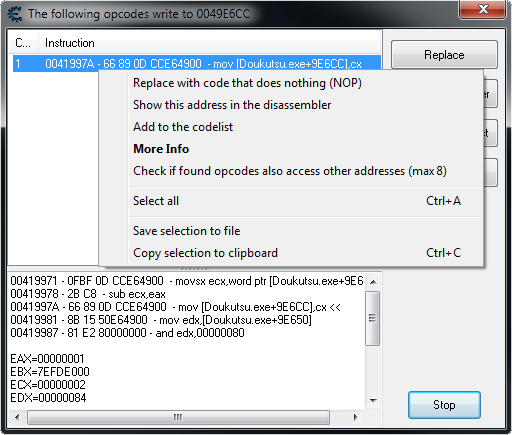 The following opcodes write to 0049E6CC
C... Instruction
1 0041997A - 66 89 0D CCE64900 - mov [Doukutsu.exe+9E6CC],cx
Replace
Replace with code that does nothing (NOP)
Show this address in the disassembler
Add to the codelist
More Info
Check if found opcodes also access other addresses (max 8)
Select all Ctrl+A
Save selection to file
Copy selection to clipboard Ctrl+C
00419971 - 0FBF 0D CCE64900 - movsx ecx,word ptr [Doukutsu.exe+9E6
00419978 - 2B C8 - sub ecx,eax
0041997A - 66 89 0D CCE64900 - mov [Doukutsu.exe+9E6CC],cx <<
00419981 - 8B 15 50E64900 - mov edx,[Doukutsu.exe+9E650]
00419987 - 81 E2 80000000 - and edx,00000080
EAX=00000001
EBX=7EFDE000
ECX=00000002
EDX=00000084
Stop